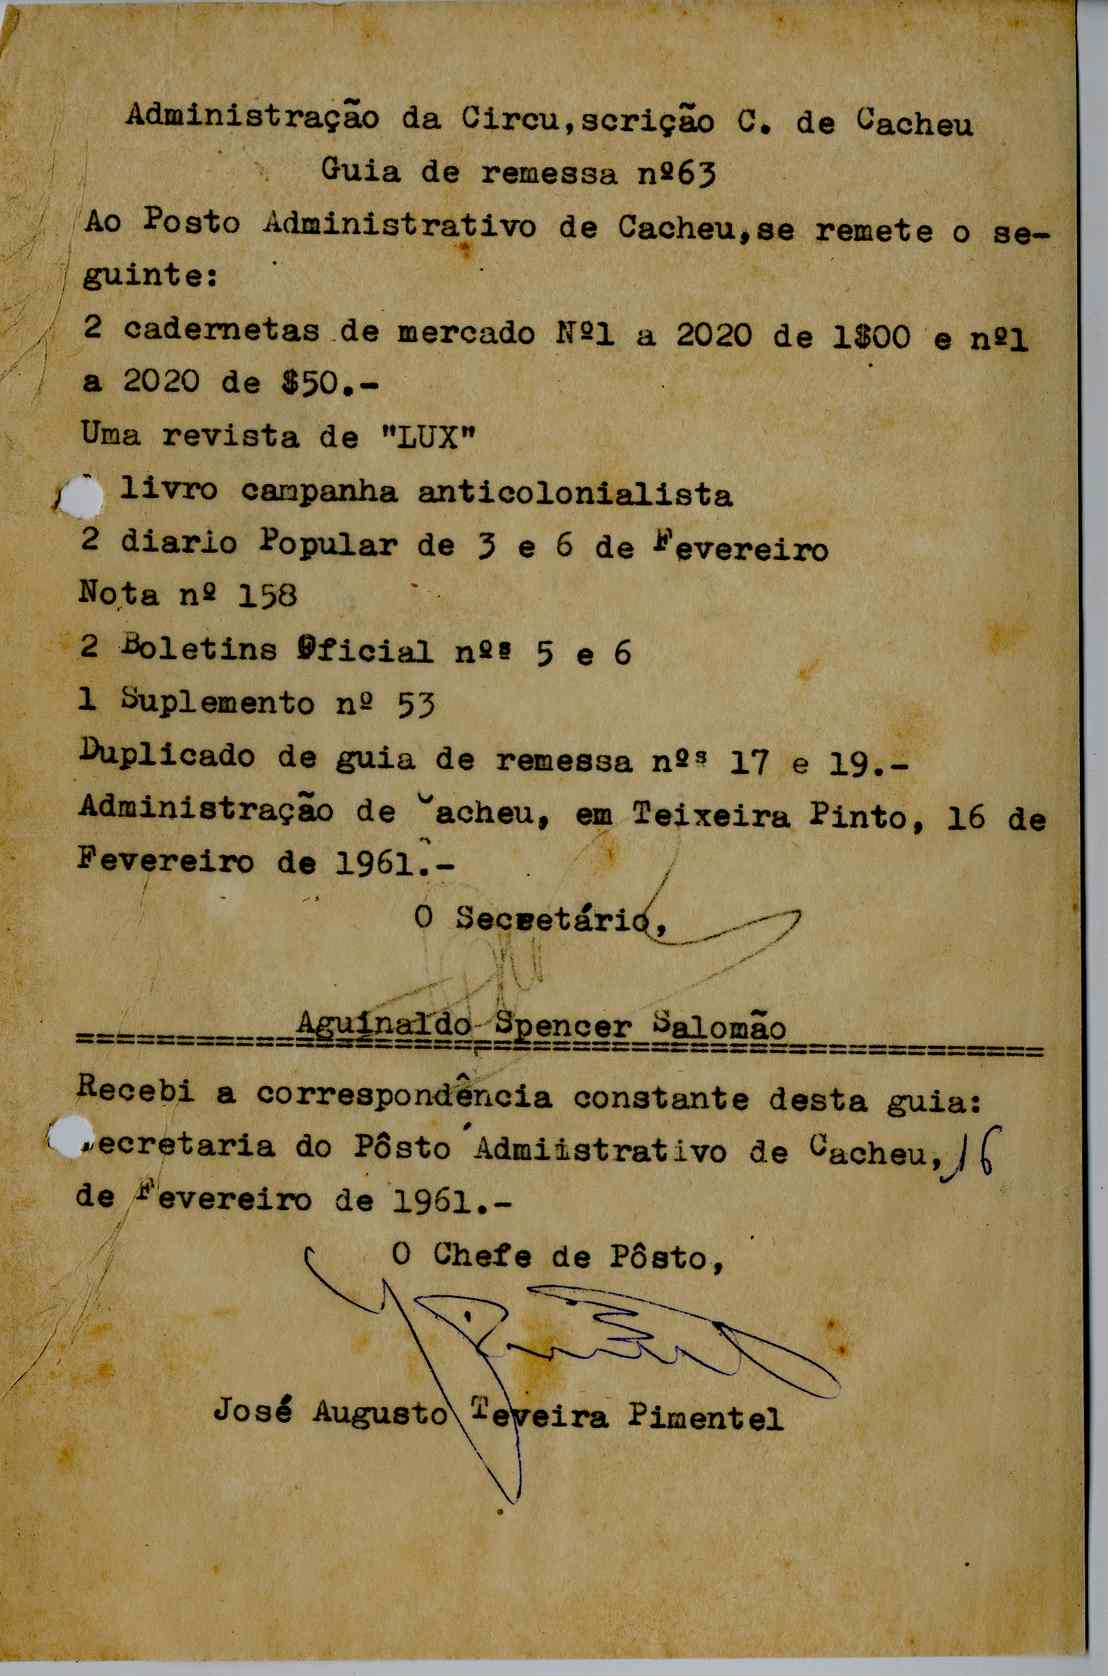 Administração da Circu,scrição C. de Cacheu
Guia de remessa nº63
Ao Posto Administrativo de Cacheu,se remete o se-
guinte:
2 cadernetas de mercado Nº1 a 2020 de 1$00 e nº1
a 2020 de $50.-
Uma revista de "LUX"
livro campanha anticolonialista
2 diario Popular de 3 e 6 de Fevereiro
Nota nº 158
2 Boletins Oficial nºs 5 e 6
1 Suplemento nº 53
Duplicado de guia de remessa nºs 17 e 19.-
Administração de Cacheu, em Teixeira Pinto, 16 de
Fevereiro de 1961.-
O Secretário,
Aguinaldo Spencer Salomão
Recebi a correspondência constante desta guia:
ecretaria do Pôsto Admiistrativo de Cacheu, 16
de Fevereiro de 1961.-
O Chefe de Pôsto,
José Augusto Teveira Pimentel